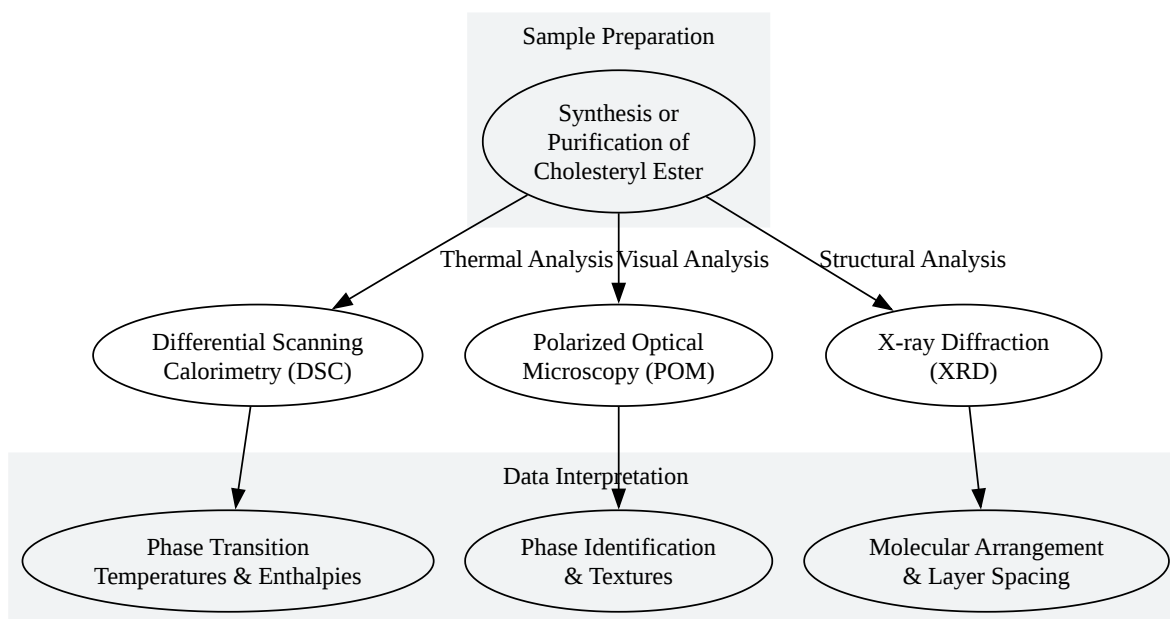 Sample Preparation
Synthesis or
Purification of
Cholesteryl Ester
Thermal Analysis
Visual Analysis
Structural Analysis
Differential Scanning
Calorimetry (DSC)
Polarized Optical
Microscopy (POM)
X-ray Diffraction
(XRD)
Data Interpretation
Phase Transition
Temperatures & Enthalpies
Phase Identification
& Textures
Molecular Arrangement
& Layer Spacing